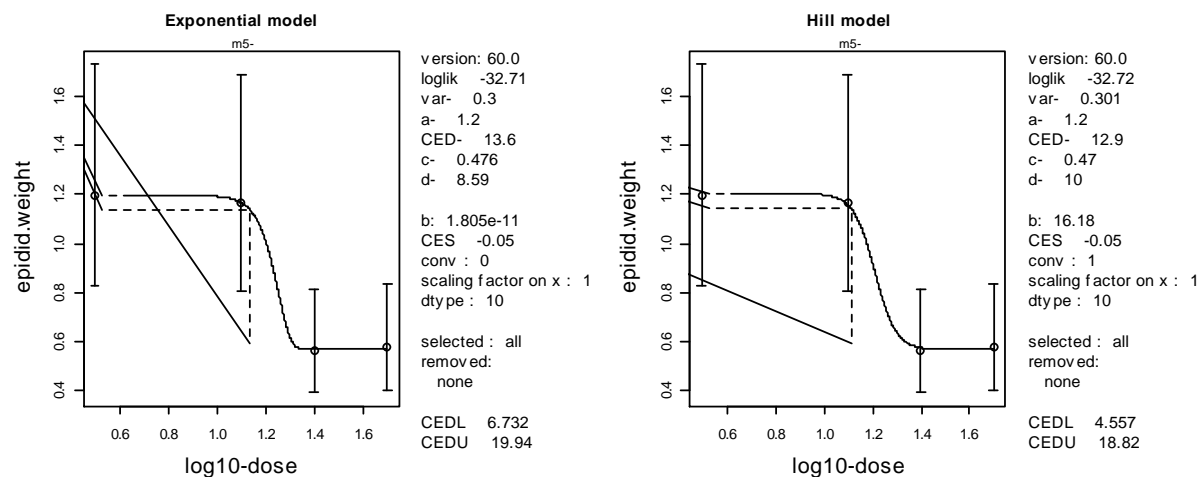 Exponential model
m5-
epidid.weight
1.6
1.4
1.2
1.0
0.8
0.6
0.4
0.6 0.8 1.0 1.2 1.4 1.6
log10-dose
version: 60.0
loglik -32.71
var- 0.3
a- 1.2
CED- 13.6
c- 0.476
d- 8.59
b: 1.805e-11
CES -0.05
conv : 0
scaling factor on x : 1
dtype : 10
selected : all
removed:
none
CEDL 6.732
CEDU 19.94
Hill model
m5-
epidid.weight
1.6
1.4
1.2
1.0
0.8
0.6
0.4
0.6 0.8 1.0 1.2 1.4 1.6
log10-dose
version: 60.0
loglik -32.72
var- 0.301
a- 1.2
CED- 12.9
c- 0.47
d- 10
b: 16.18
CES -0.05
conv : 1
scaling factor on x : 1
dtype : 10
selected : all
removed:
none
CEDL 4.557
CEDU 18.82